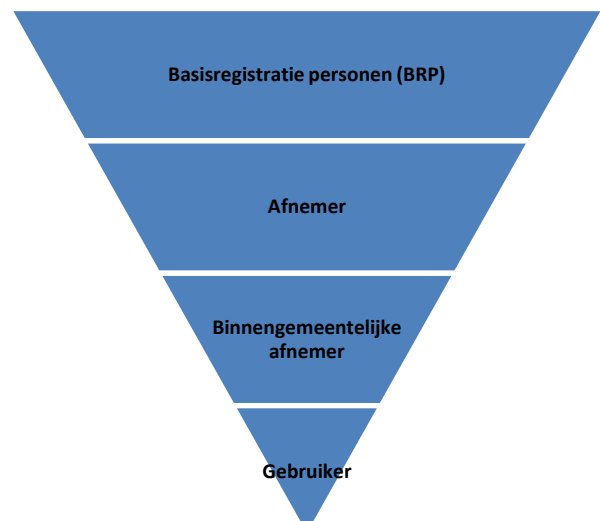 Basisregistratie personen (BRP)
Afnemer
Binnengemeentelijke
afnemer
Gebruiker